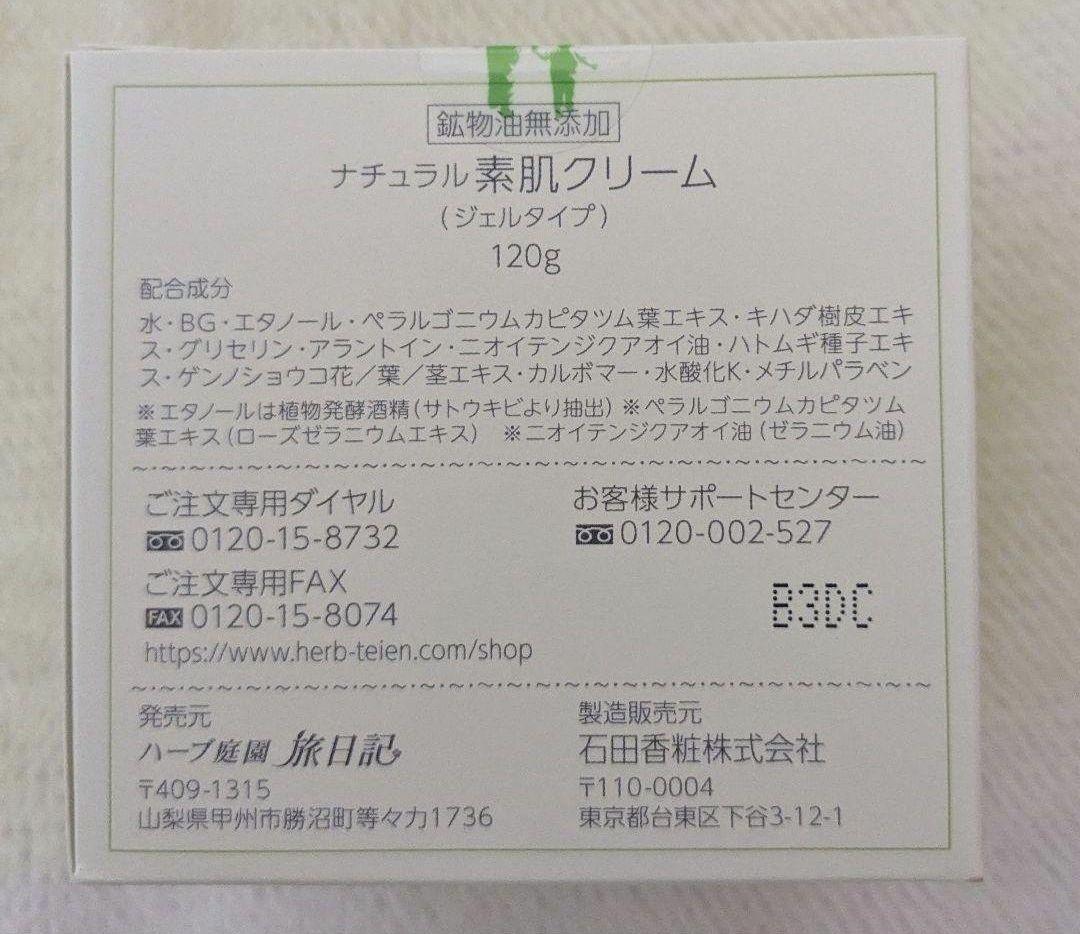 鉱物油無添加
ナチュラル素肌クリーム
(ジェルタイプ)
120g
配合成分
水・BG・エタノール・ペラルゴニウムカピタツム葉エキス・キハダ樹皮エキ
ス・グリセリン・アラントイン・ニオイテンジクアオイ油・ハトムギ種子エキ
ス・ゲンノショウコ花/葉/茎エキス・カルボマー・水酸化K・メチルパラベン
※エタノールは植物発酵酒精(サトウキビより抽出)※ペラルゴニウムカピタツム
葉エキス(ローズゼラニウムエキス) ※ニオイテンジクアオイ油(ゼラニウム油)
ご注文専用ダイヤル
0120-15-8732
お客様サポートセンター
0120-002-527
ご注文専用FAX
FAX 0120-15-8074
https://www.herb-teien.com/shop
B3DC
発売元
ハーブ庭園 旅日記
〒409-1315
山梨県甲州市勝沼町等々力1736
製造販売元
石田香粧株式会社
〒110-0004
東京都台東区下谷3-12-1